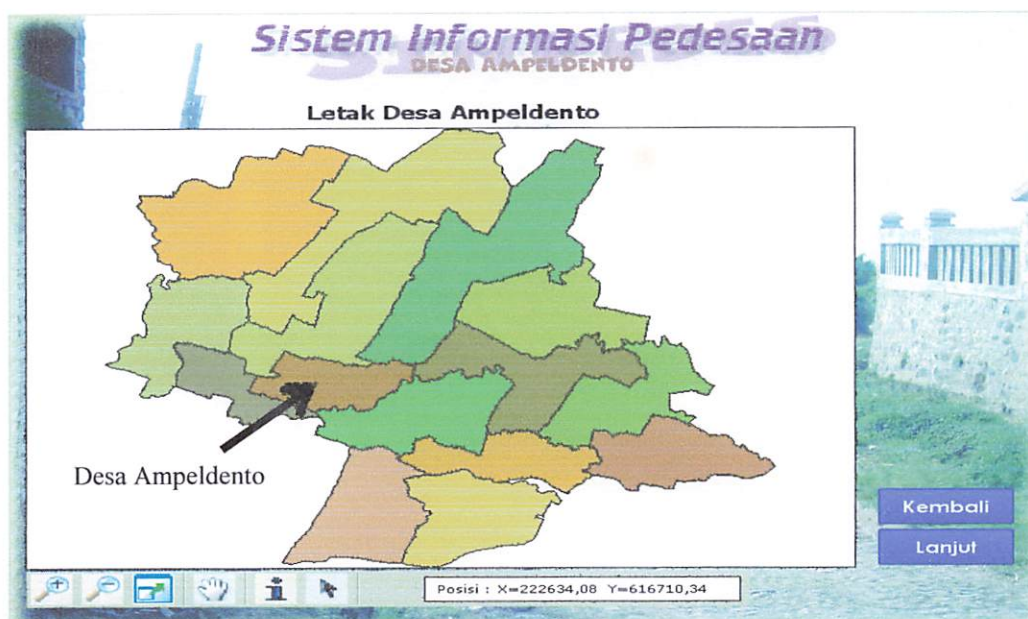 Sistem Informasi Pedesaan
DESA AMPELDENTO
Letak Desa Ampeldento
Desa Ampeldento
Kembali
Lanjut
Posisi : X=222634,08 Y=616710,34